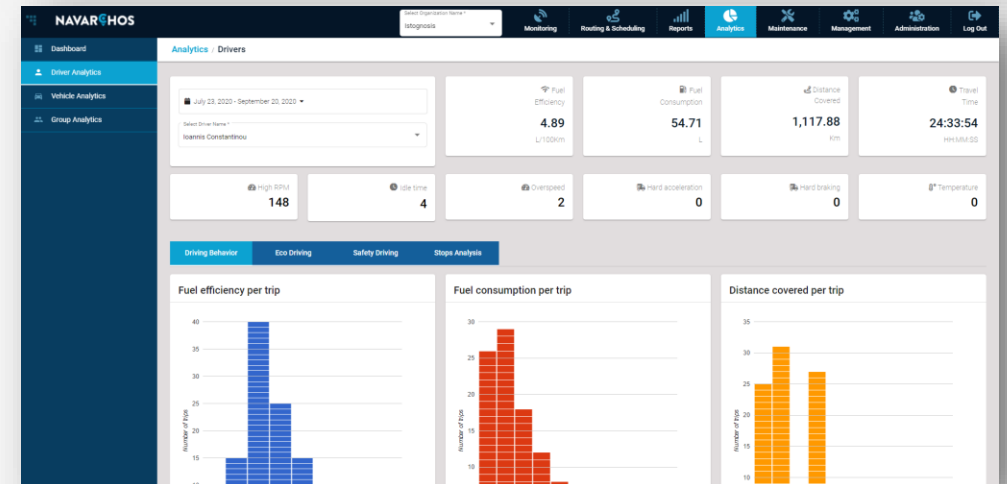 NAVARCHOS
Select Organization Name *
Istognosis
Monitoring
Routing & Scheduling
Reports
Analytics
Maintenance
Management
Administration
Log Out
Dashboard
Driver Analytics
Vehicle Analytics
Group Analytics
Analytics / Drivers
July 23, 2020 - September 20, 2020
Select Driver Name *
Ioannis Constantinou
Fuel
Efficiency
4.89
L/100Km
Fuel
Consumption
54.71
L
Distance
Covered
1,117.88
Km
Travel
Time
24:33:54
HH:MM:SS
High RPM
148
Idle time
4
Overspeed
2
Hard acceleration
0
Hard braking
0
Temperature
0
Driving Behavior
Eco Driving
Safety Driving
Stops Analysis
Fuel efficiency per trip
40
35
30
25
20
15
Number of trips
Fuel consumption per trip
30
25
20
15
10
Number of trips
Distance covered per trip
35
30
25
20
15
10
Number of trips